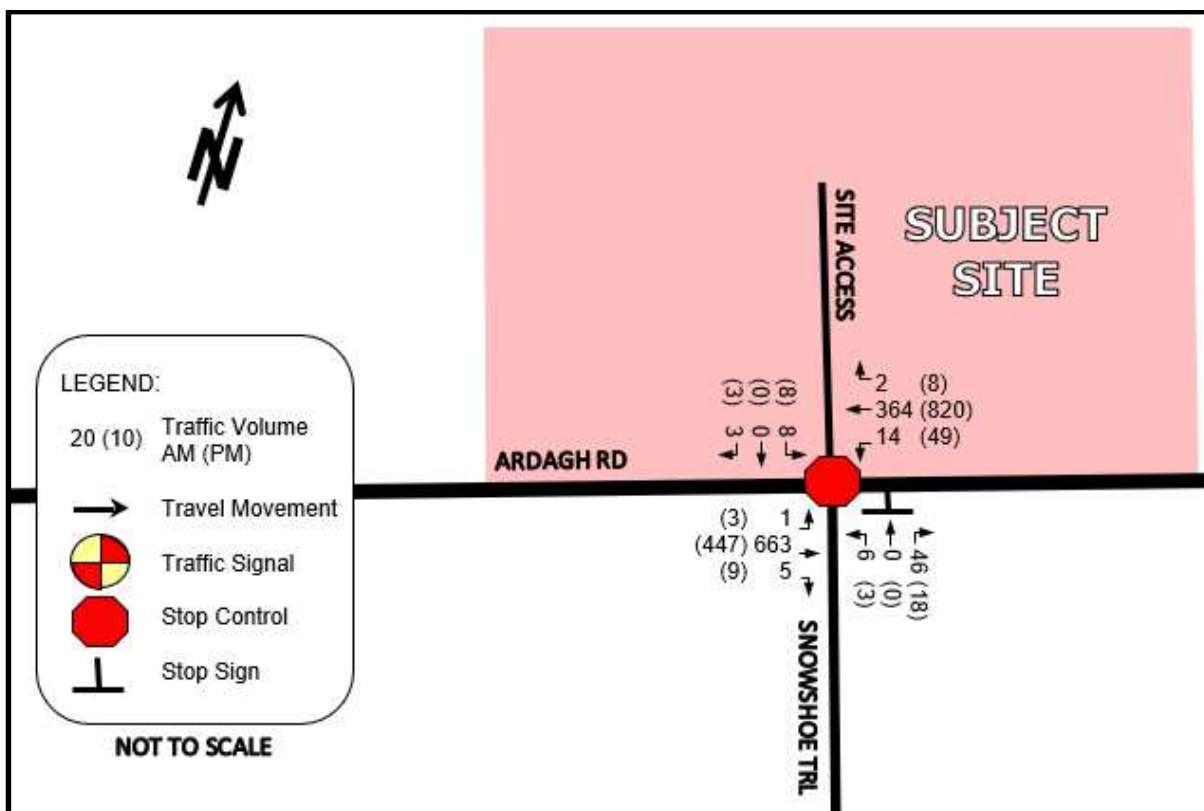 N
SUBJECT
SITE
SITE ACCESS
2 (8)
364 (820)
14 (49)
(3) (0) (8)
3 0 8
ARDAGH RD
(3) 1
(447) 663
(9) 5
6 0 46
(3) (0) (18)
SNOWSHOE TRL
LEGEND:
20 (10) Traffic Volume
AM (PM)
Travel Movement
Traffic Signal
Stop Control
Stop Sign
NOT TO SCALE